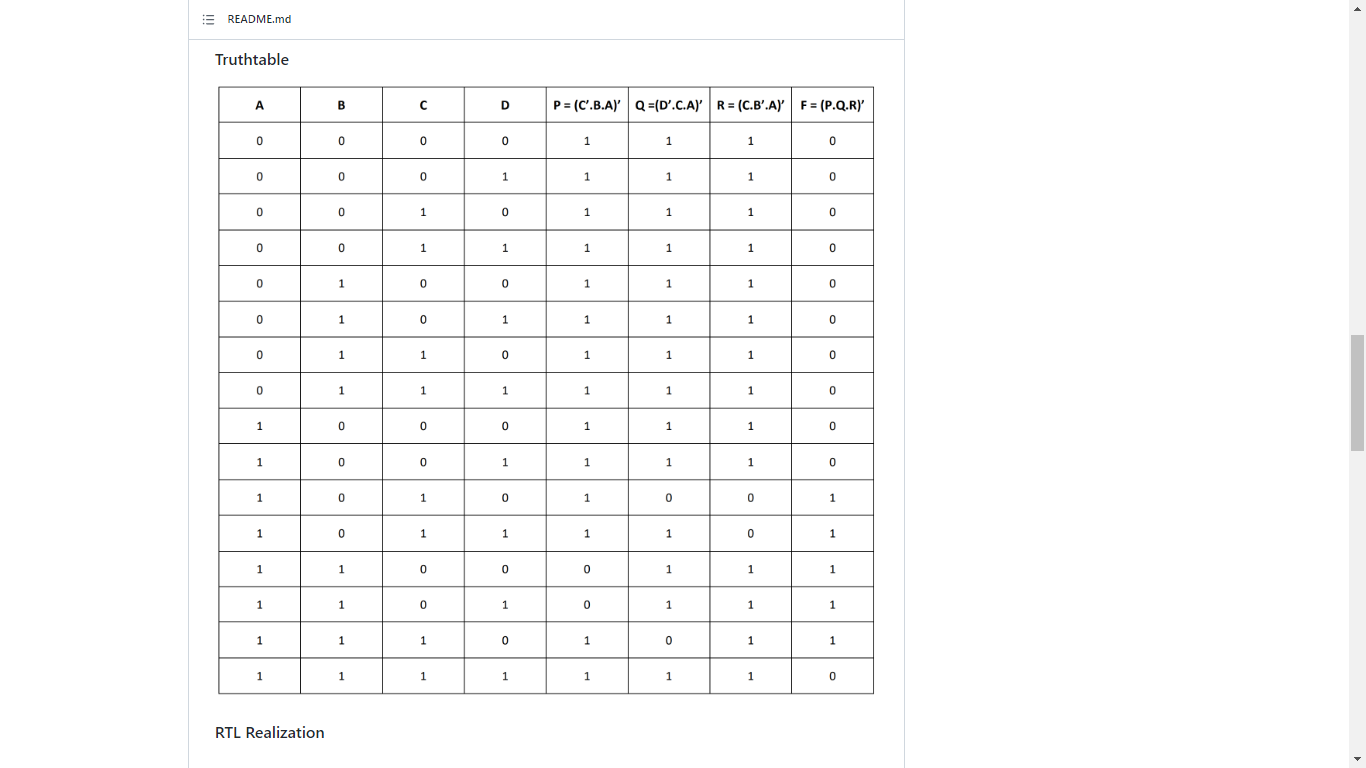 README.md
Truthtable
A B C D P = (C’.B.A)’ Q =(D’.C.A)’ R = (C.B’.A)’ F = (P.Q.R)’
0 0 0 0 1 1 1 0
0 0 0 1 1 1 1 0
0 0 1 0 1 1 1 0
0 0 1 1 1 1 1 0
0 1 0 0 1 1 1 0
0 1 0 1 1 1 1 0
0 1 1 0 1 1 1 0
0 1 1 1 1 1 1 0
1 0 0 0 1 1 1 0
1 0 0 1 1 1 1 0
1 0 1 0 1 0 0 1
1 0 1 1 1 1 0 1
1 1 0 0 0 1 1 1
1 1 0 1 0 1 1 1
1 1 1 0 1 0 1 1
1 1 1 1 1 1 1 0
RTL Realization